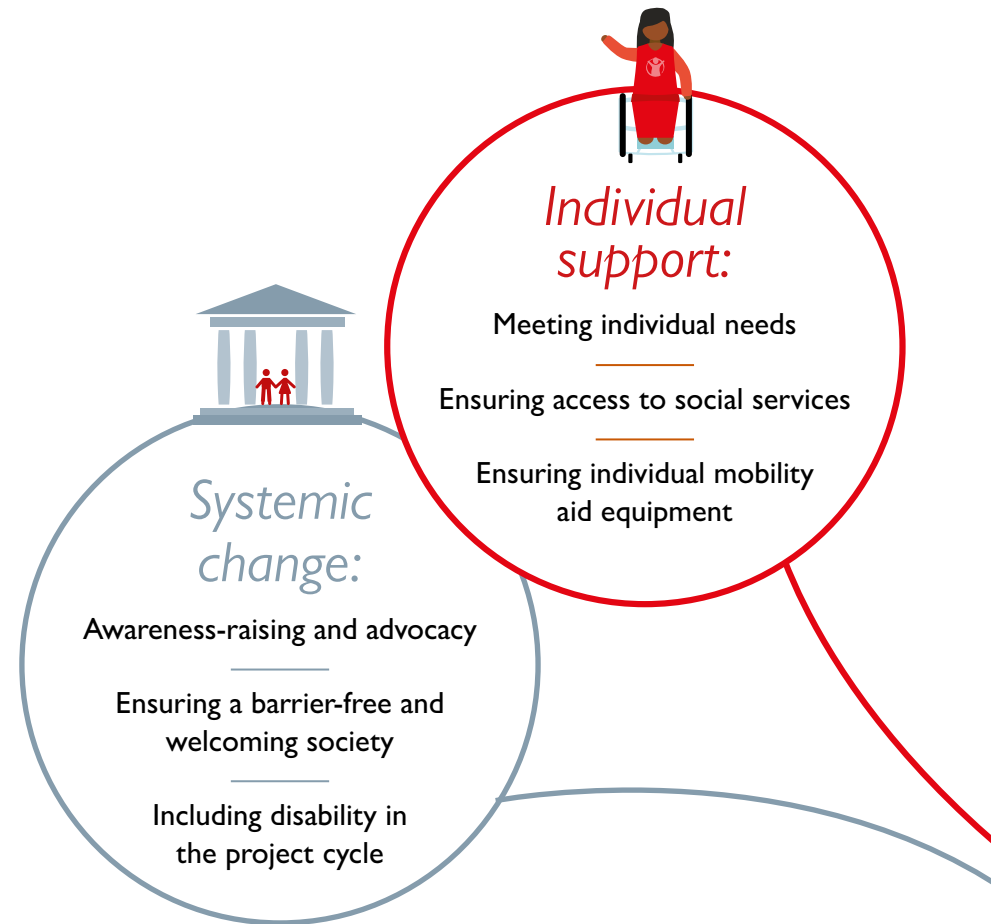 Individual
support:
Meeting individual needs
Ensuring access to social services
Ensuring individual mobility
aid equipment
Systemic
change:
Awareness-raising and advocacy
Ensuring a barrier-free and
welcoming society
Including disability in
the project cycle